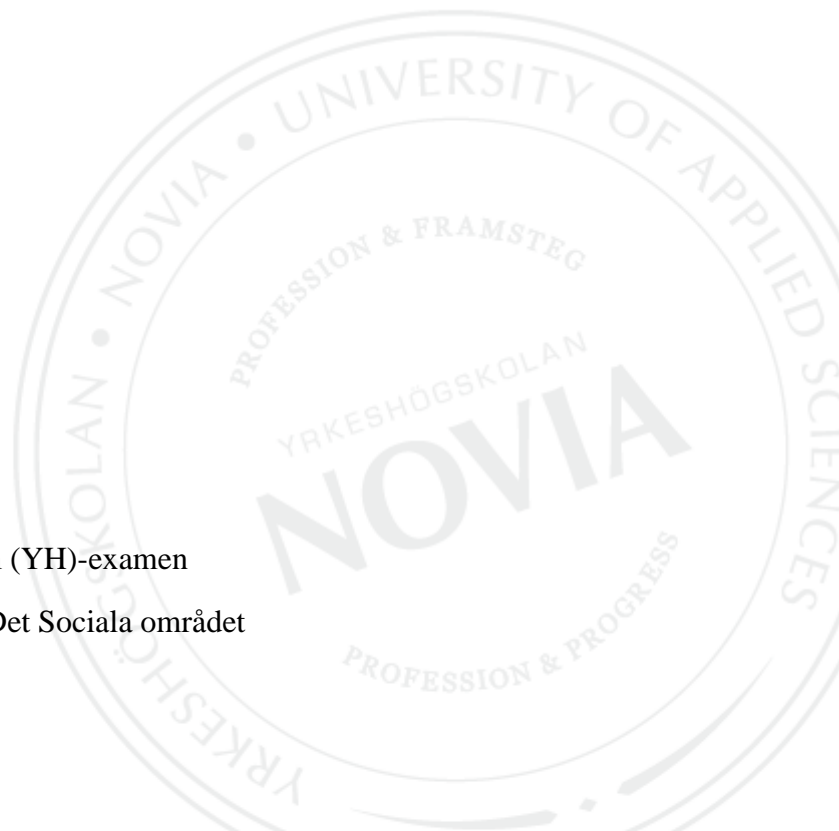 UNIVERSITY OF APPLIED SCIENCES
YRKESHÖGSKOLAN • NOVIA •
PROFESSION & FRAMSTEG
YRKESHÖGSKOLAN
NOVIA
PROFESSION & PROGRESS
(YH)-examen
Det Sociala området